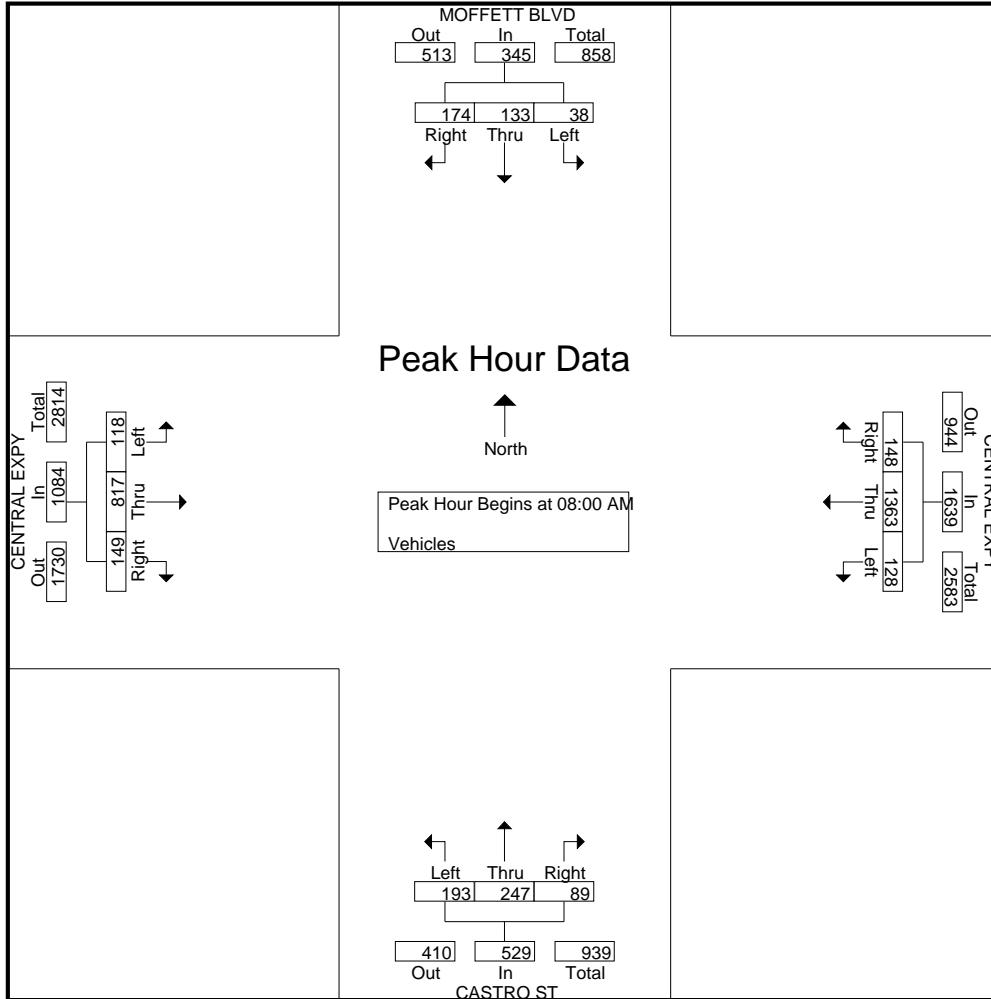 MOFFETT BLVD
Out In Total
513 345 858
174 133 38
Right Thru Left
Peak Hour Data
North
Peak Hour Begins at 08:00 AM
Vehicles
CENTRAL EXPY
Total In Out
2814 1084 1730
118 817 149
Left Thru Right
Right Thru Left
148 1363 128
944 1639 2583
Out In Total
CENTRAL EXPY
Left Thru Right
193 247 89
410 529 939
Out In Total
CASTRO ST